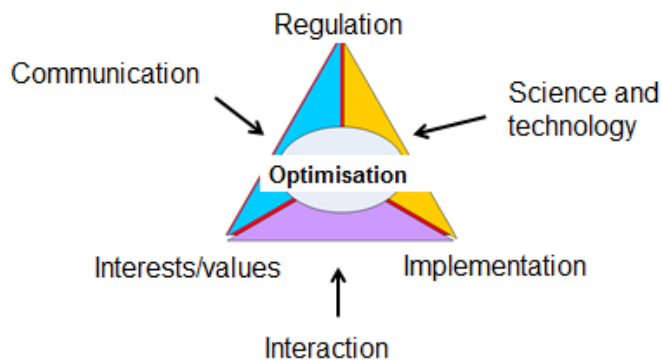 Regulation
Communication
Science and
technology
Optimisation
Interests/values
Implementation
Interaction